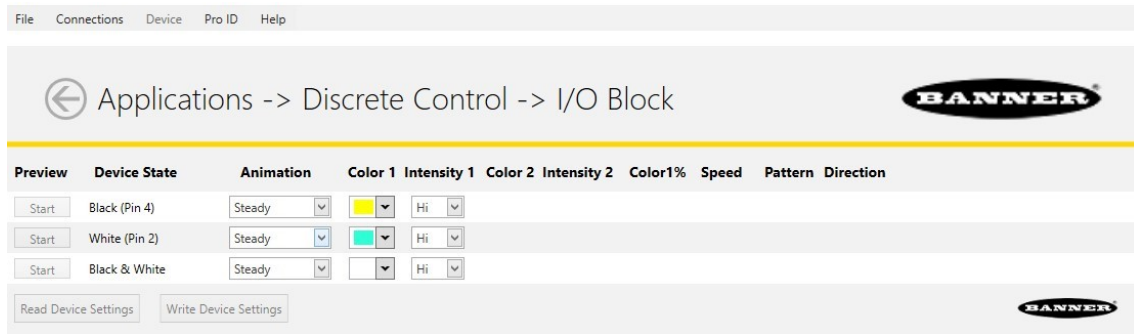 File Connections Device Pro ID Help
Applications -> Discrete Control -> I/O Block
BANNER
Preview Device State Animation Color 1 Intensity 1 Color 2 Intensity 2 Color1% Speed Pattern Direction
Start Black (Pin 4) Steady Hi
Start White (Pin 2) Steady Hi
Start Black & White Steady Hi
Read Device Settings Write Device Settings BANNER